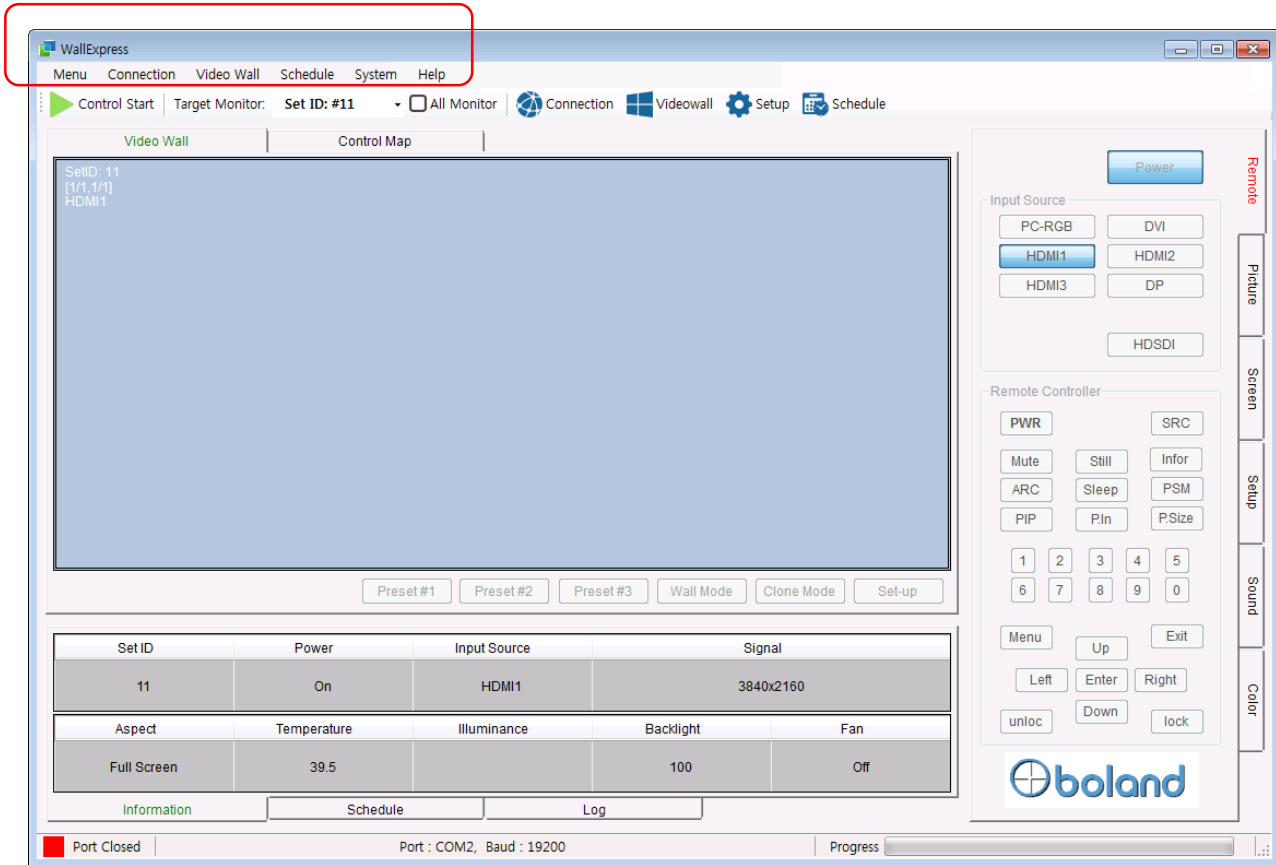 WallExpress
Menu Connection Video Wall Schedule System Help
Control Start Target Monitor: Set ID: #11 All Monitor Connection Videowall Setup Schedule
Video Wall Control Map
SetID: 11
[1/1,1/1]
HDMI1
Preset #1 Preset #2 Preset #3 Wall Mode Clone Mode Set-up
Set ID Power Input Source Signal
11 On HDMI1 3840x2160
Aspect Temperature Illuminance Backlight Fan
Full Screen 39.5 100 Off
Information Schedule Log
Power
Input Source
PC-RGB DVI
HDMI1 HDMI2
HDMI3 DP
HDSDI
Remote Controller
PWR SRC
Mute Still Infor
ARC Sleep PSM
PIP P.In P.Size
1 2 3 4 5
6 7 8 9 0
Menu Up Exit
Left Enter Right
unloc Down lock
boland
Remote
Picture
Screen
Setup
Sound
Color
Port Closed Port : COM2, Baud : 19200 Progress